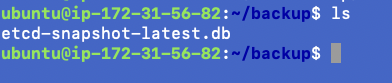 ubuntu@ip-172-31-56-82:~/backup$ ls
etcd-snapshot-latest.db
ubuntu@ip-172-31-56-82:~/backup$